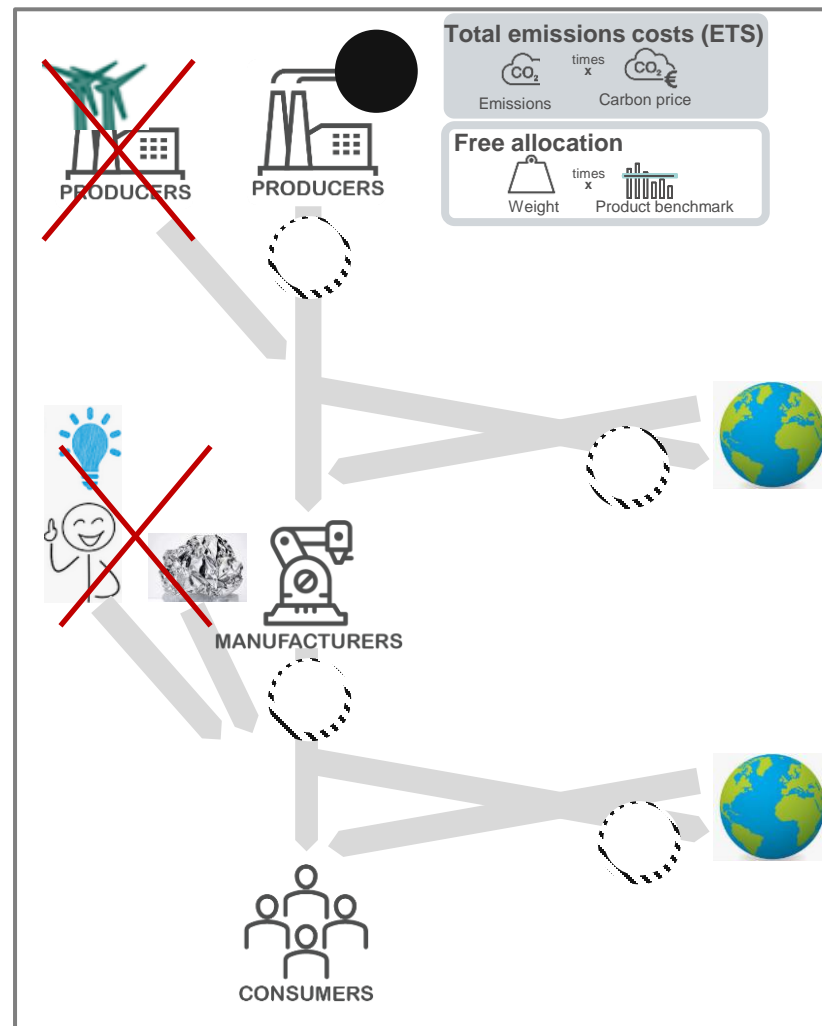 Total emissions costs (ETS)
CO₂ times x CO₂ €
Emissions Carbon price
Free allocation
times x
Weight Product benchmark
PRODUCERS PRODUCERS
MANUFACTURERS
CONSUMERS